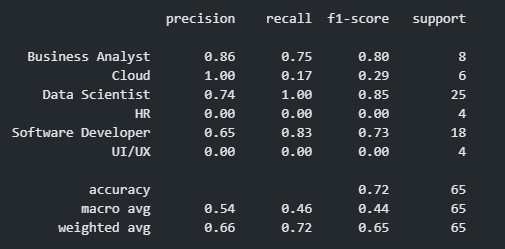 precision recall f1-score support
Business Analyst 0.86 0.75 0.80 8
Cloud 1.00 0.17 0.29 6
Data Scientist 0.74 1.00 0.85 25
HR 0.00 0.00 0.00 4
Software Developer 0.65 0.83 0.73 18
UI/UX 0.00 0.00 0.00 4
accuracy 0.72 65
macro avg 0.54 0.46 0.44 65
weighted avg 0.66 0.72 0.65 65